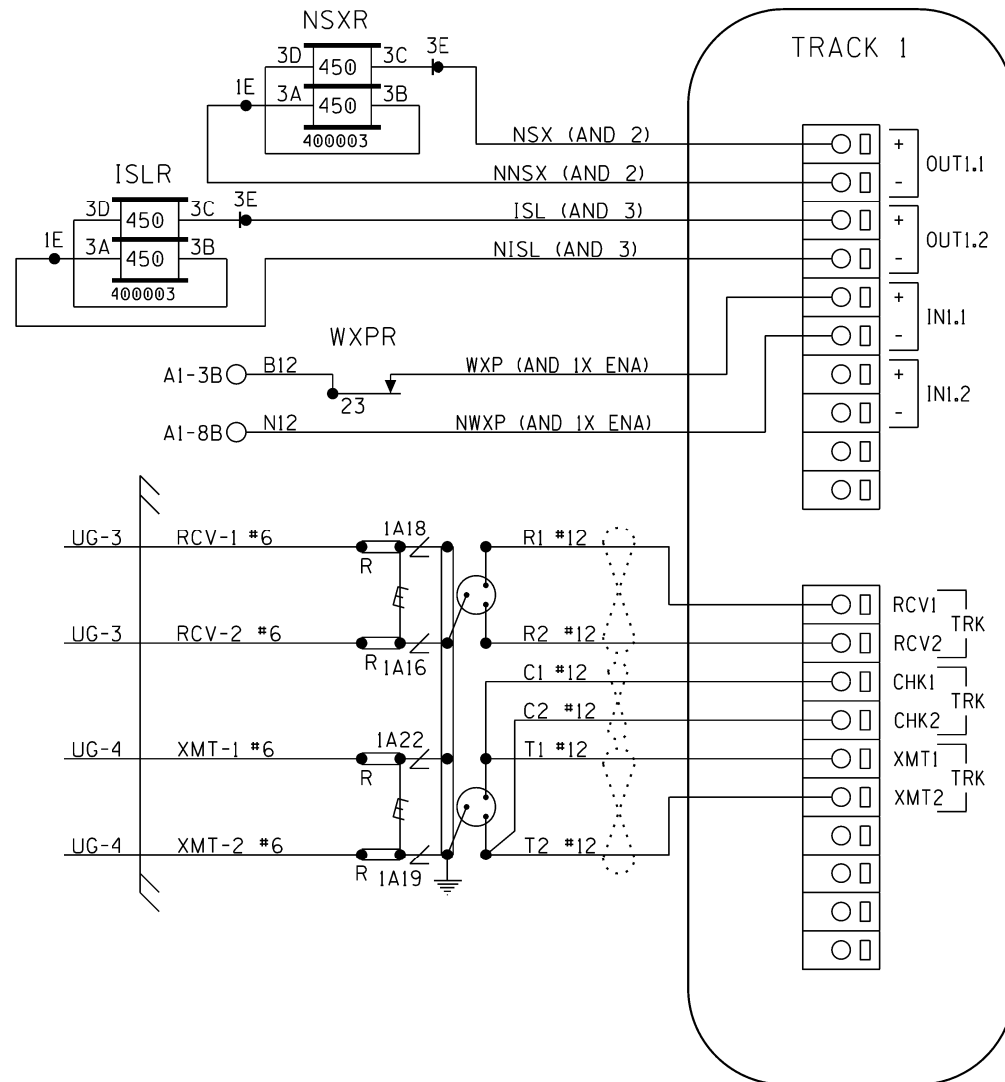 NSXR
TRACK 1
3D 450 3C 3E
1E 3A 450 3B
400003
NSX (AND 2)
+
OUT1.1
NNSX (AND 2)
-
ISLR
3D 450 3C 3E
ISL (AND 3)
+
OUT1.2
1E 3A 450 3B
NISL (AND 3)
-
400003
+
IN1.1
-
WXPR
A1-3B B12
23
WXP (AND 1X ENA)
+
IN1.2
-
A1-8B N12
NWXP (AND 1X ENA)
UG-3 RCV-1 #6
1A18
R
R1 #12
E
RCV1
TRK
UG-3 RCV-2 #6
R 1A16
R2 #12
RCV2
C1 #12
CHK1
TRK
C2 #12
CHK2
UG-4 XMT-1 #6
1A22
R
T1 #12
XMT1
TRK
E
XMT2
UG-4 XMT-2 #6
R 1A19
T2 #12